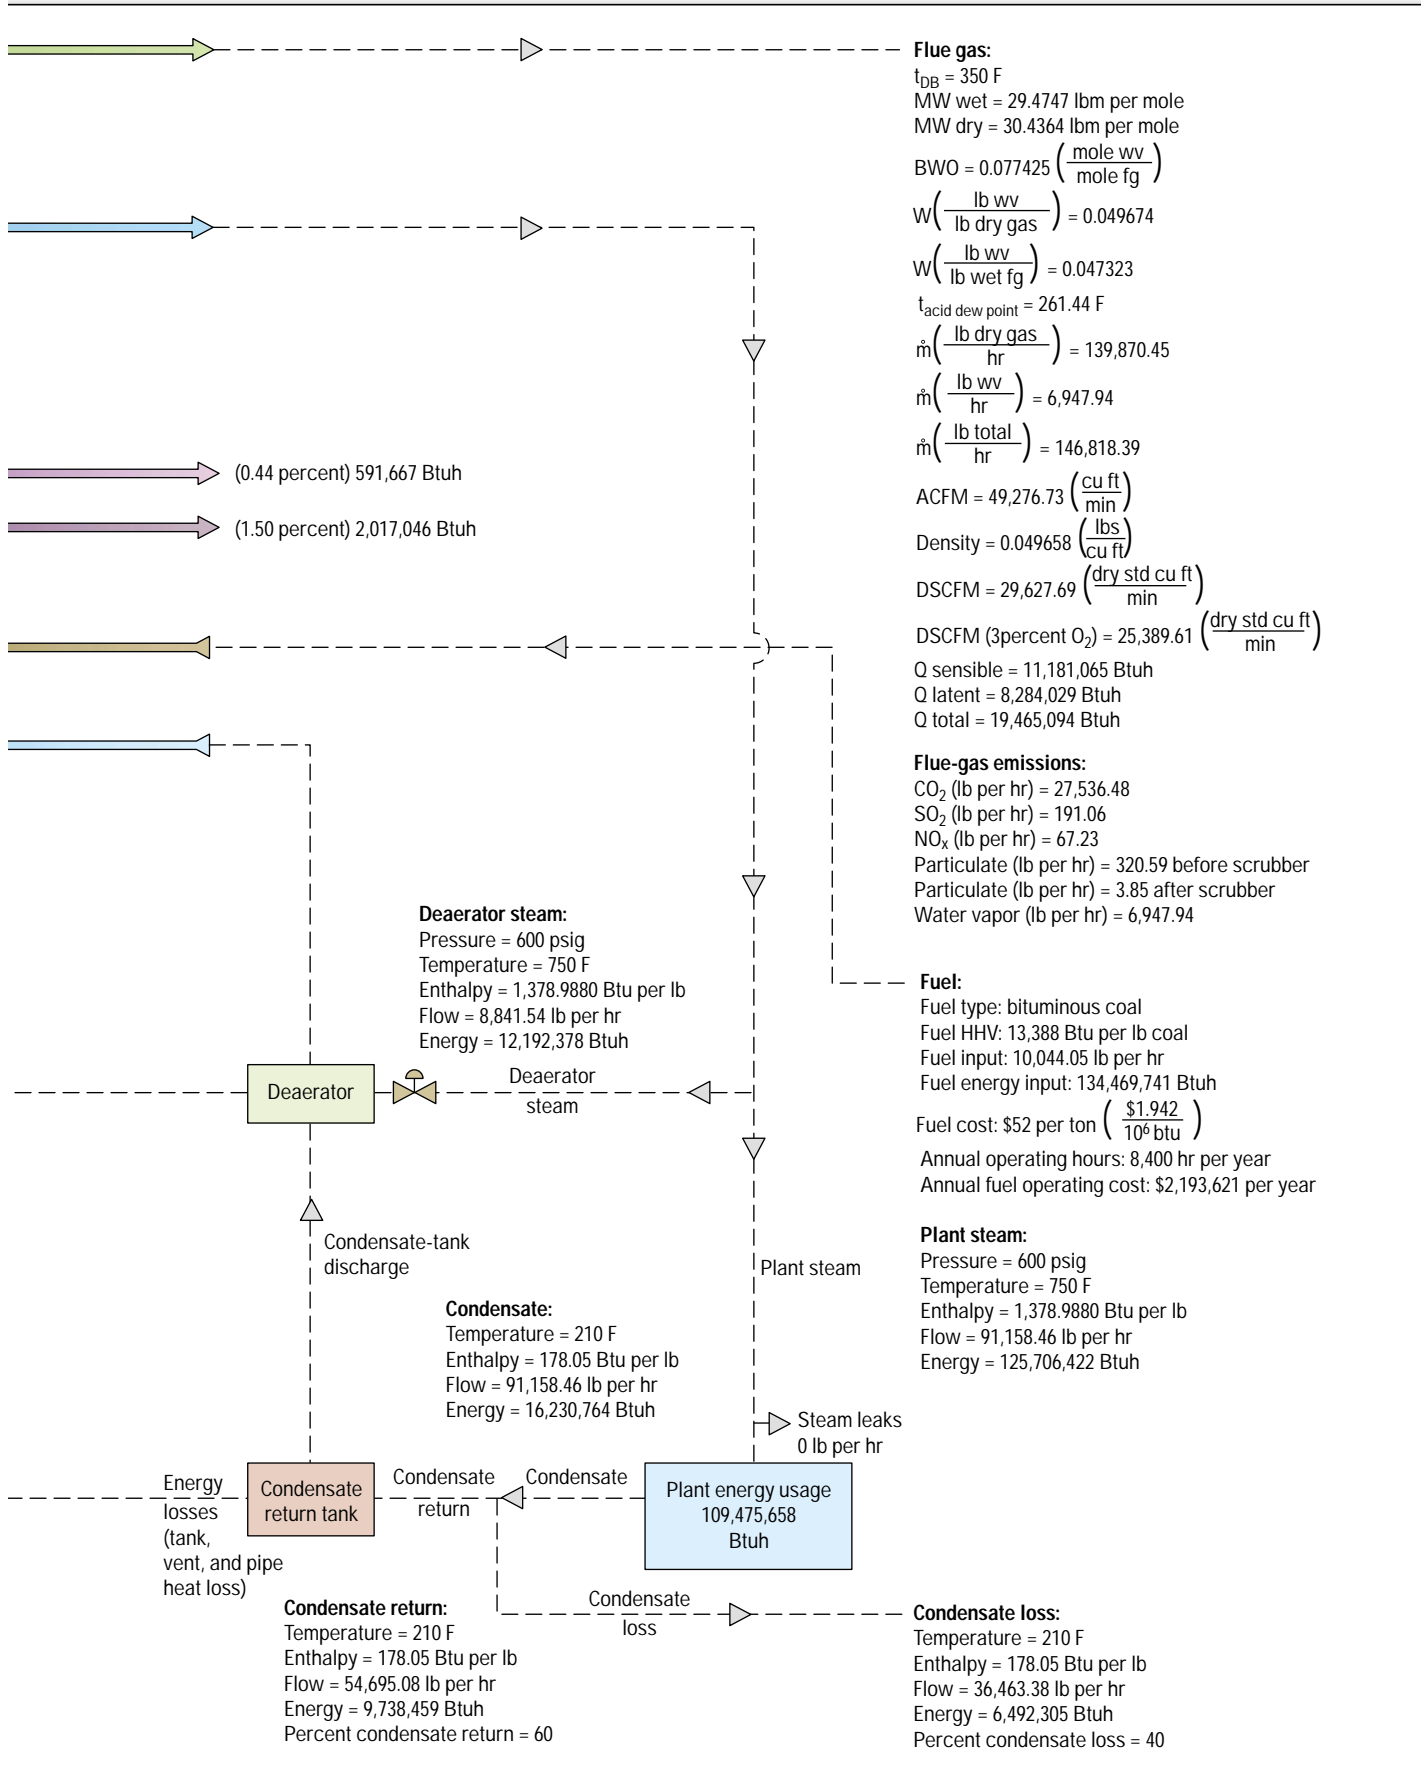 Flue gas:
tDB = 350 F
MW wet = 29.4747 lbm per mole
MW dry = 30.4364 lbm per mole
BWO = 0.077425 (mole wv / mole fg)
W(lb wv / lb dry gas) = 0.049674
W(lb wv / lb wet fg) = 0.047323
tacid dew point = 261.44 F
m̊(lb dry gas / hr) = 139,870.45
m̊(lb wv / hr) = 6,947.94
m̊(lb total / hr) = 146,818.39
(0.44 percent) 591,667 Btuh
(1.50 percent) 2,017,046 Btuh
ACFM = 49,276.73 (cu ft / min)
Density = 0.049658 (lbs / cu ft)
DSCFM = 29,627.69 (dry std cu ft / min)
DSCFM (3percent O2) = 25,389.61 (dry std cu ft / min)
Q sensible = 11,181,065 Btuh
Q latent = 8,284,029 Btuh
Q total = 19,465,094 Btuh
Flue-gas emissions:
CO2 (lb per hr) = 27,536.48
SO2 (lb per hr) = 191.06
NOx (lb per hr) = 67.23
Particulate (lb per hr) = 320.59 before scrubber
Particulate (lb per hr) = 3.85 after scrubber
Water vapor (lb per hr) = 6,947.94
Deaerator steam:
Pressure = 600 psig
Temperature = 750 F
Enthalpy = 1,378.9880 Btu per lb
Flow = 8,841.54 lb per hr
Energy = 12,192,378 Btuh
Deaerator
Deaerator
steam
Fuel:
Fuel type: bituminous coal
Fuel HHV: 13,388 Btu per lb coal
Fuel input: 10,044.05 lb per hr
Fuel energy input: 134,469,741 Btuh
Fuel cost: $52 per ton ($1.942 / 10⁶ btu)
Annual operating hours: 8,400 hr per year
Annual fuel operating cost: $2,193,621 per year
Condensate-tank
discharge
Plant steam
Plant steam:
Pressure = 600 psig
Temperature = 750 F
Enthalpy = 1,378.9880 Btu per lb
Flow = 91,158.46 lb per hr
Energy = 125,706,422 Btuh
Condensate:
Temperature = 210 F
Enthalpy = 178.05 Btu per lb
Flow = 91,158.46 lb per hr
Energy = 16,230,764 Btuh
Steam leaks
0 lb per hr
Energy
losses
(tank,
vent, and pipe
heat loss)
Condensate
return tank
Condensate
return
Condensate
Plant energy usage
109,475,658
Btuh
Condensate
loss
Condensate return:
Temperature = 210 F
Enthalpy = 178.05 Btu per lb
Flow = 54,695.08 lb per hr
Energy = 9,738,459 Btuh
Percent condensate return = 60
Condensate loss:
Temperature = 210 F
Enthalpy = 178.05 Btu per lb
Flow = 36,463.38 lb per hr
Energy = 6,492,305 Btuh
Percent condensate loss = 40